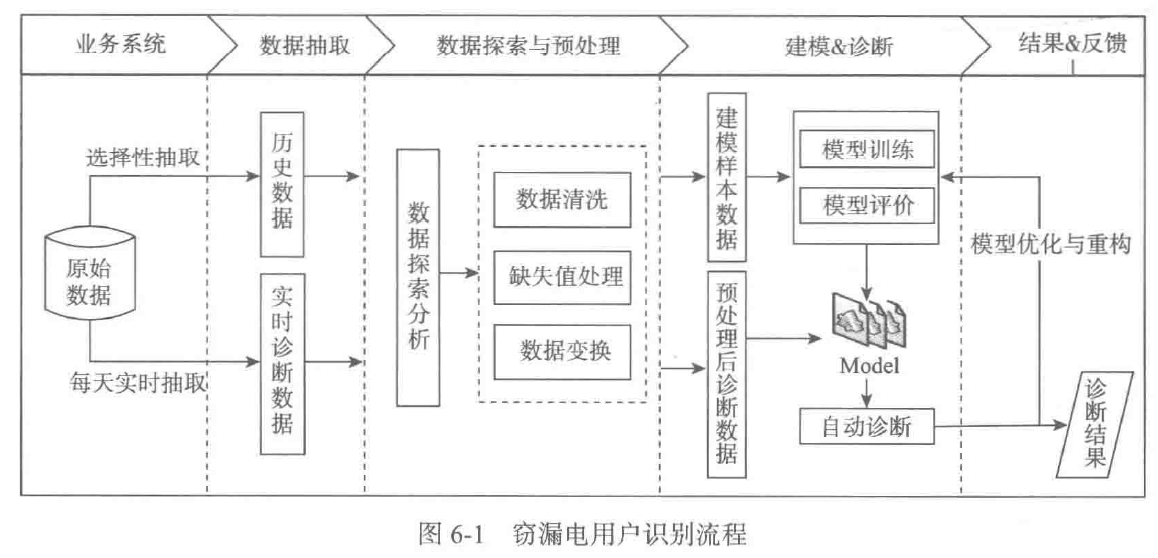 业务系统
数据抽取
数据探索与预处理
建模&诊断
结果&反馈
选择性抽取
原始
数据
每天实时抽取
历史数据
实时诊断数据
数据探索分析
数据清洗
缺失值处理
数据变换
建模样本数据
预处理后诊断数据
模型训练
模型评价
Model
自动诊断
模型优化与重构
诊断结果
图 6-1 窃漏电用户识别流程